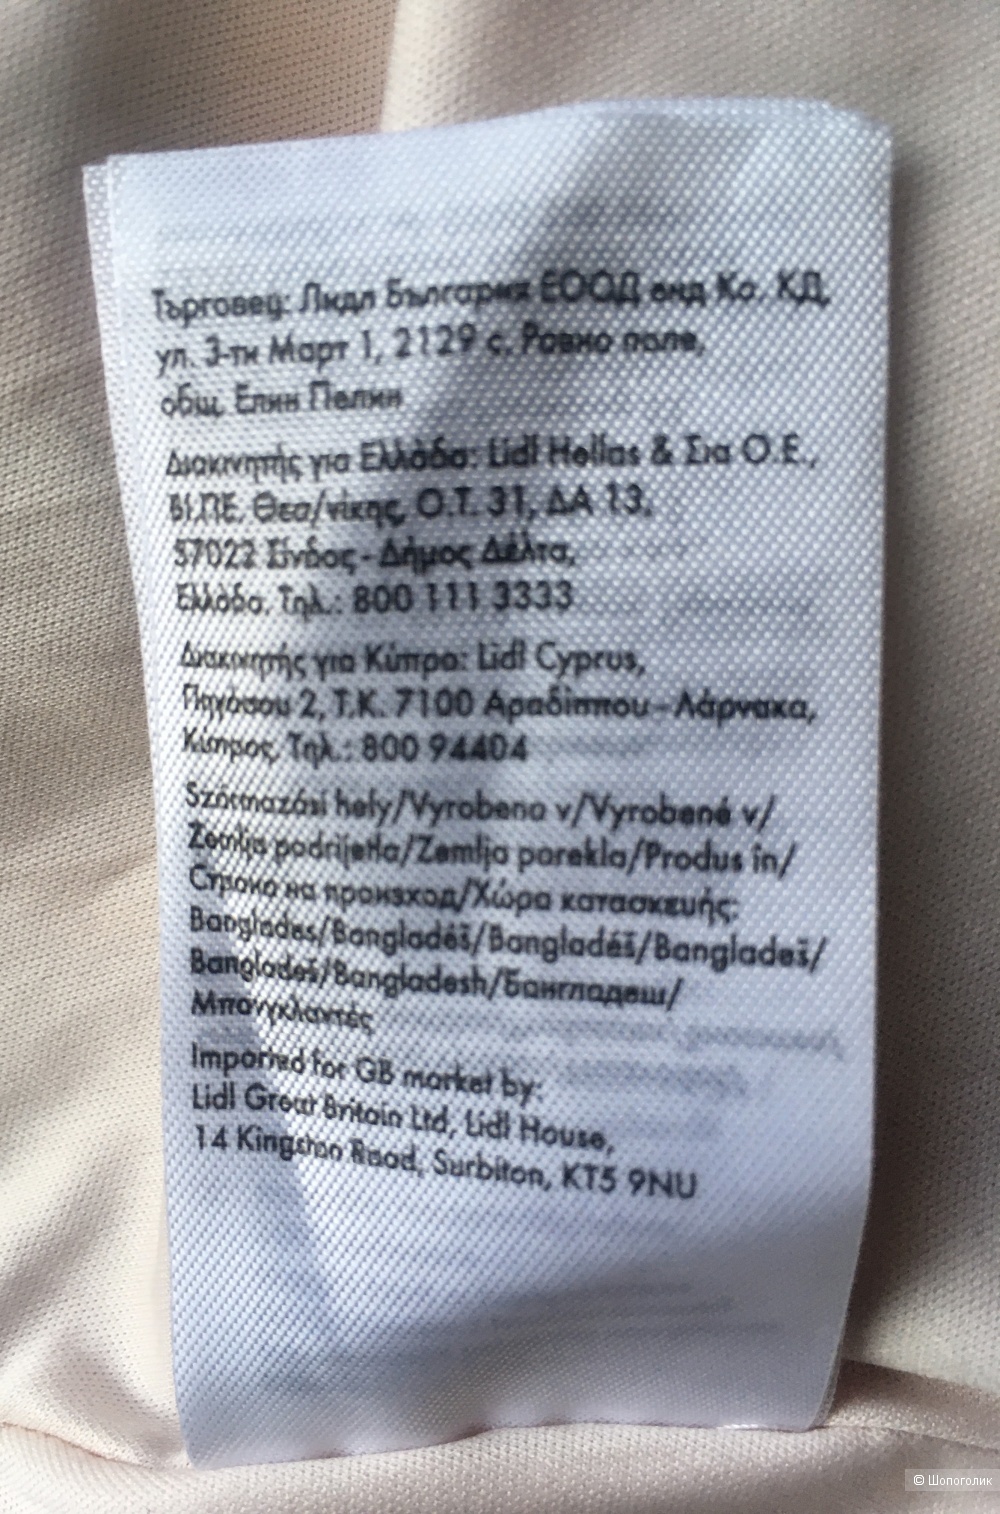 Търговец: Лидл България ЕООД енд Ко. КД,
ул. 3-ти Март 1, 2129 с. Равно поле,
общ. Елин Пелин
Διακινητής για Ελλάδα: Lidl Hellas & Σια Ο.Ε.,
ΒΙ.ΠΕ. Θεσ/νίκης, Ο.Τ. 31, ΔΑ 13,
57022 Σίνδος - Δήμος Δέλτα,
Ελλάδα. Τηλ.: 800 111 3333
Διακινητής για Κύπρο: Lidl Cyprus,
Πηγάσου 2, Τ.Κ. 7100 Αραδίππου – Λάρνακα,
Κύπρος, Τηλ.: 800 94404
Származási hely/Vyrobeno v/Vyrobené v/
Zemlja podrijetla/Zemlja porekla/Produs în/
Страна на произход/Χώρα κατασκευής:
Banglades/Bangladéš/Bangladéš/Bangladeš/
Bangladeš/Bangladesh/Бангладеш/
Μπανγκλαντές
Imported for GB market by:
Lidl Great Britain Ltd, Lidl House,
14 Kingston Road, Surbiton, KT5 9NU
© Шопоголик